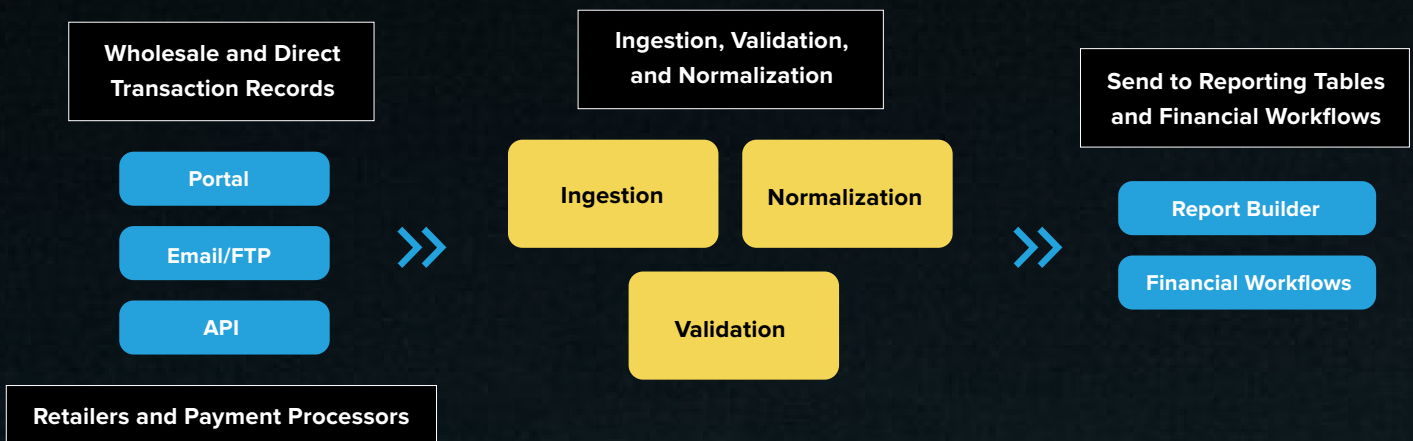 Wholesale and Direct
Transaction Records
Portal
Email/FTP
API
Retailers and Payment Processors
Ingestion, Validation,
and Normalization
Ingestion
Normalization
Validation
Send to Reporting Tables
and Financial Workflows
Report Builder
Financial Workflows